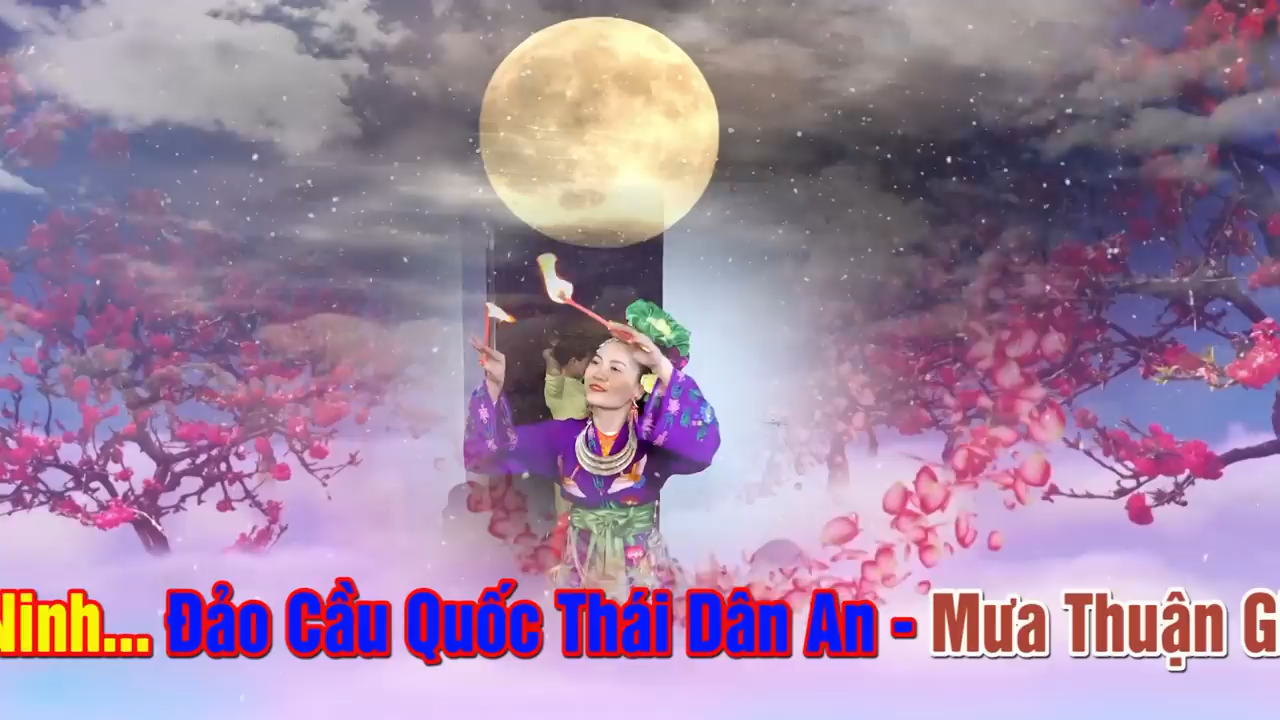 Ninh... Đảo Cầu Quốc Thái Dân An - Mưa Thuận G